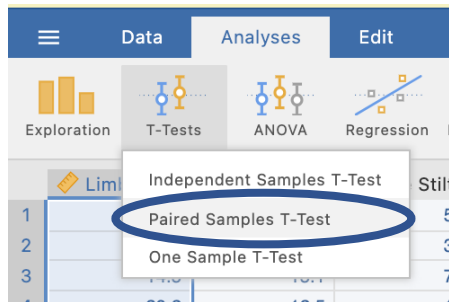 Data Analyses Edit
Exploration T-Tests ANOVA Regression
Independent Samples T-Test
Paired Samples T-Test
One Sample T-Test
1
2
3